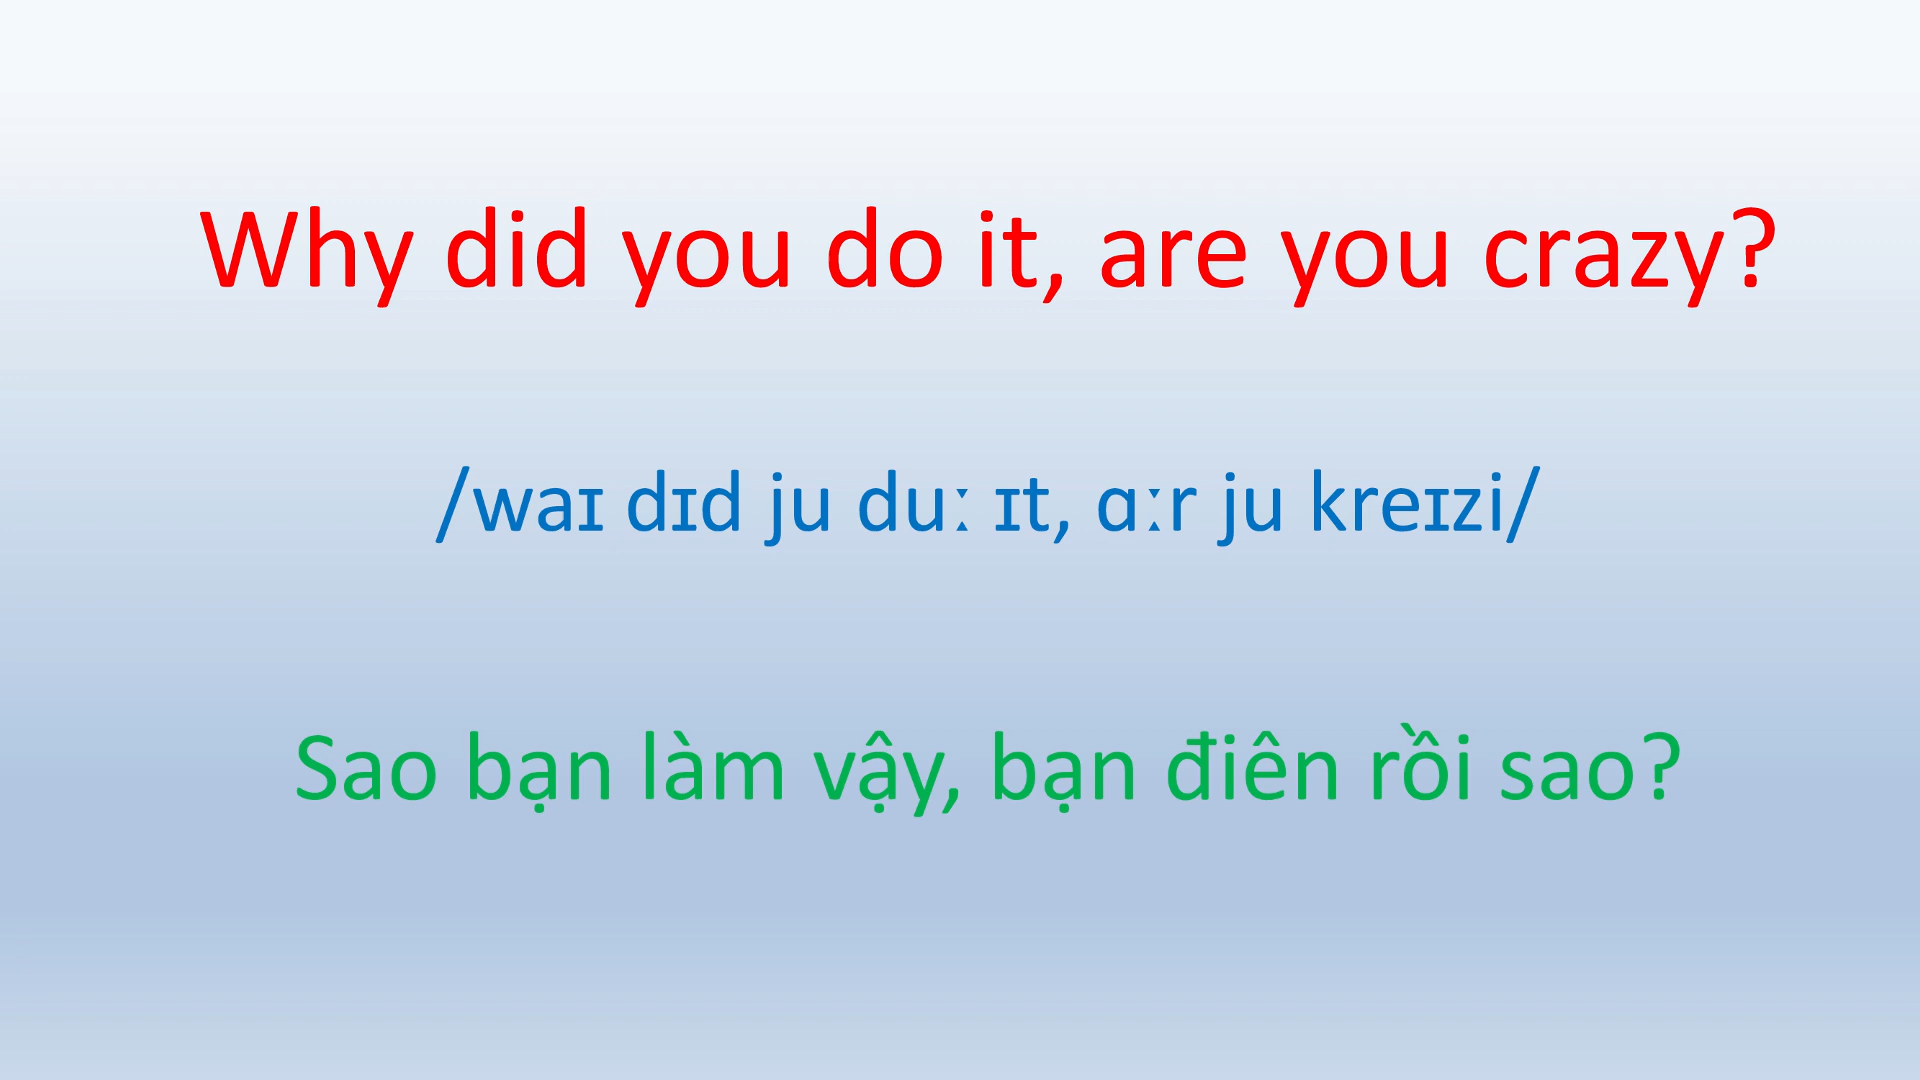 Why did you do it, are you crazy?
/waɪ dɪd ju duː ɪt, ɑːr ju kreɪzi/
Sao bạn làm vậy, bạn điên rồi sao?